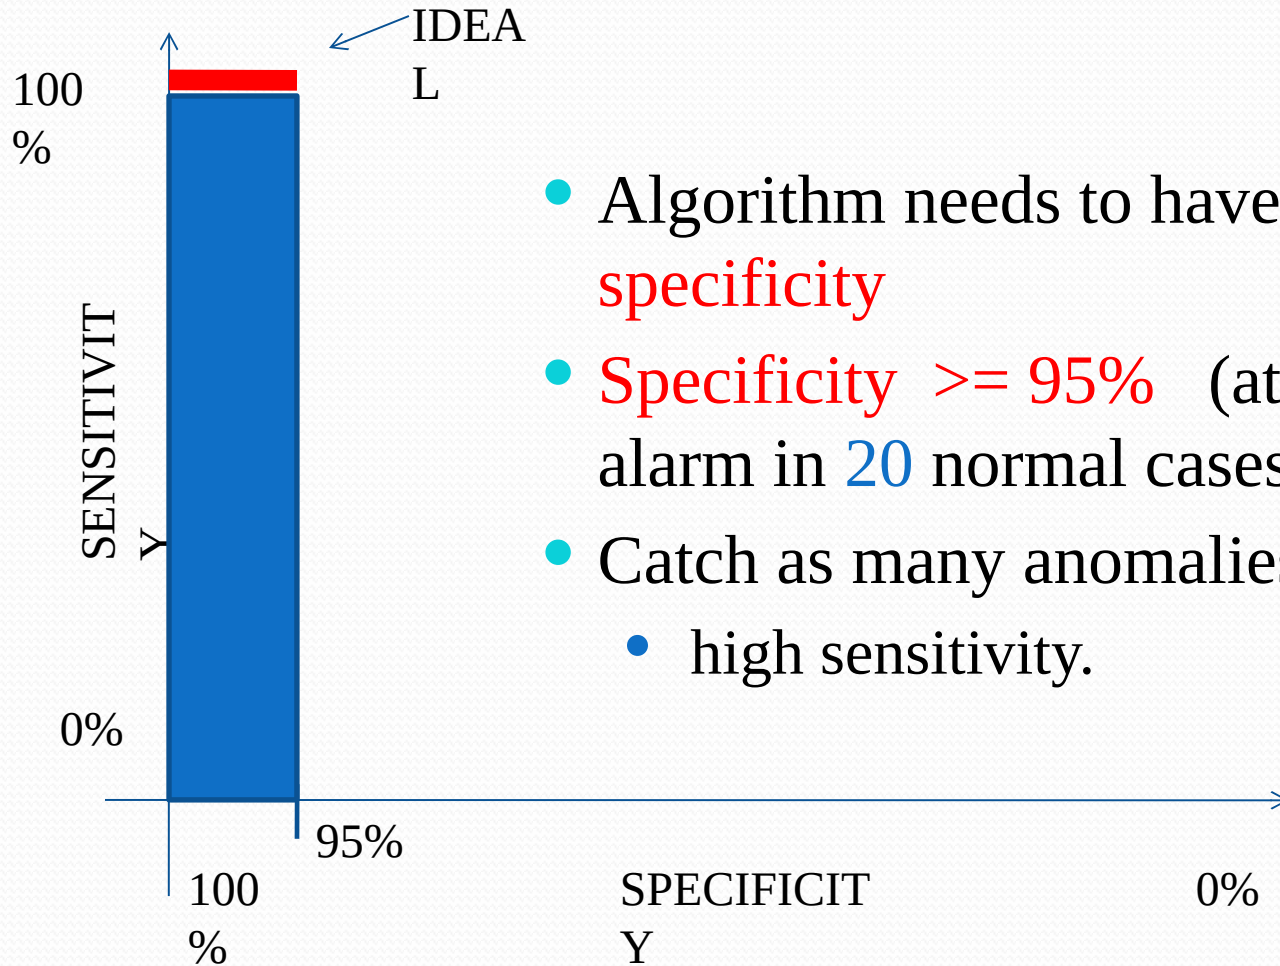 IDEA
L
100
%
Algorithm needs to have
specificity
Specificity >= 95% (at
alarm in 20 normal cases
Catch as many anomalies
high sensitivity.
SENSITIVIT
Y
0%
95%
100
%
SPECIFICIT
Y
0%